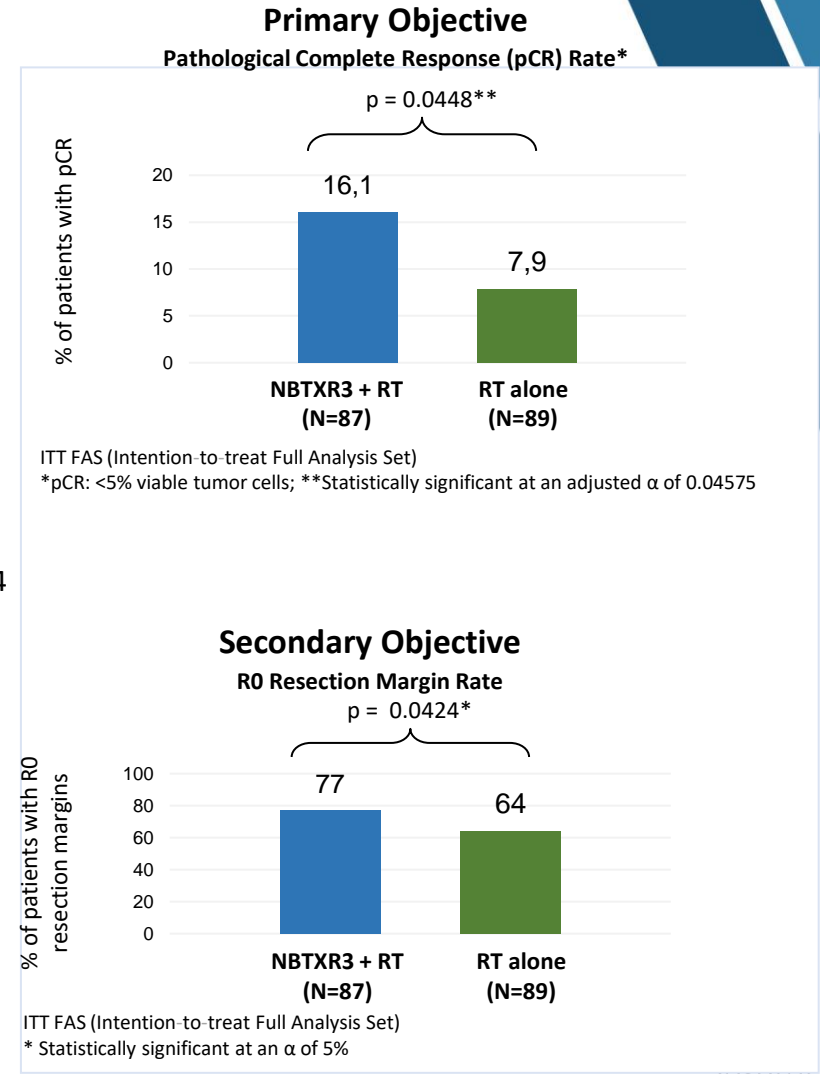 Primary Objective
Pathological Complete Response (pCR) Rate*
p = 0.0448**
% of patients with pCR
20
15
10
5
0
16,1
7,9
NBTXR3 + RT
(N=87)
RT alone
(N=89)
ITT FAS (Intention-to-treat Full Analysis Set)
*pCR: <5% viable tumor cells; **Statistically significant at an adjusted α of 0.04575
4
Secondary Objective
R0 Resection Margin Rate
p = 0.0424*
% of patients with R0
resection margins
100
80
60
40
20
0
77
64
NBTXR3 + RT
(N=87)
RT alone
(N=89)
ITT FAS (Intention-to-treat Full Analysis Set)
* Statistically significant at an α of 5%